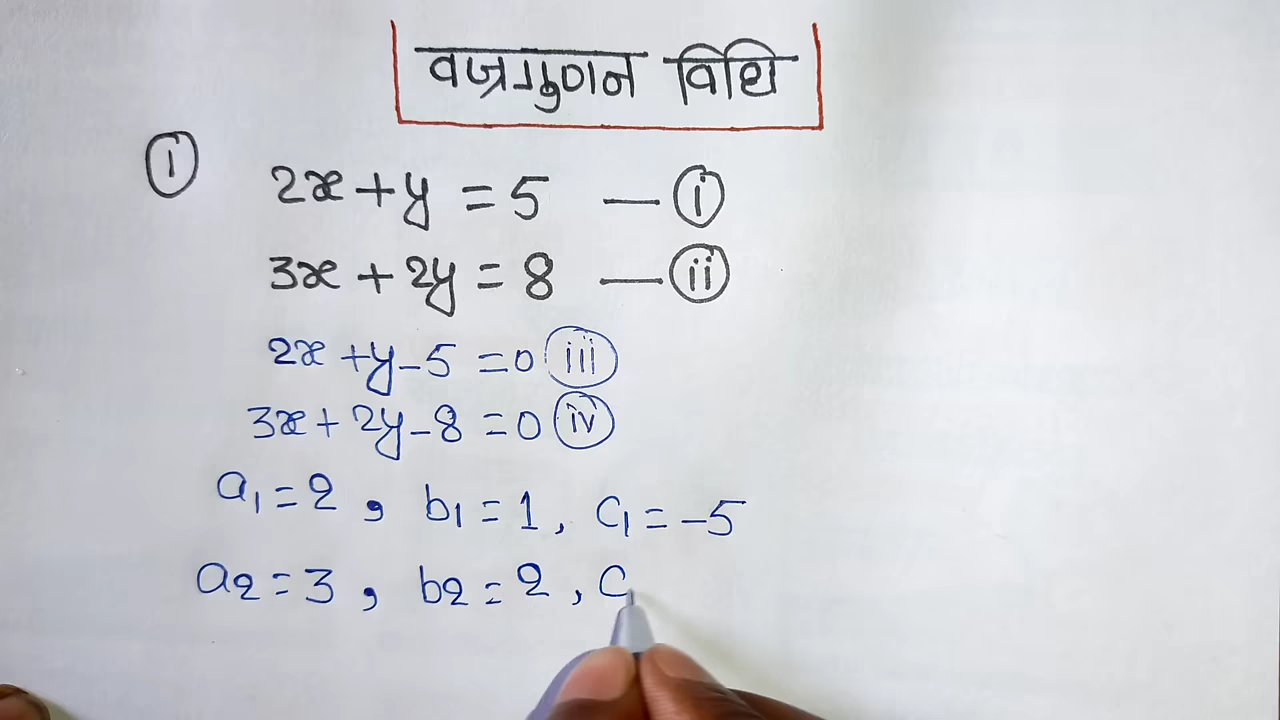 वज्रगुणन विधि
① 2x + y = 5 — ⓘ
3x + 2y = 8 — ⓘⓘ
2x + y - 5 = 0 (iii)
3x + 2y - 8 = 0 (iv)
a₁ = 2 , b₁ = 1 , c₁ = -5
a₂ = 3 , b₂ = 2 , c